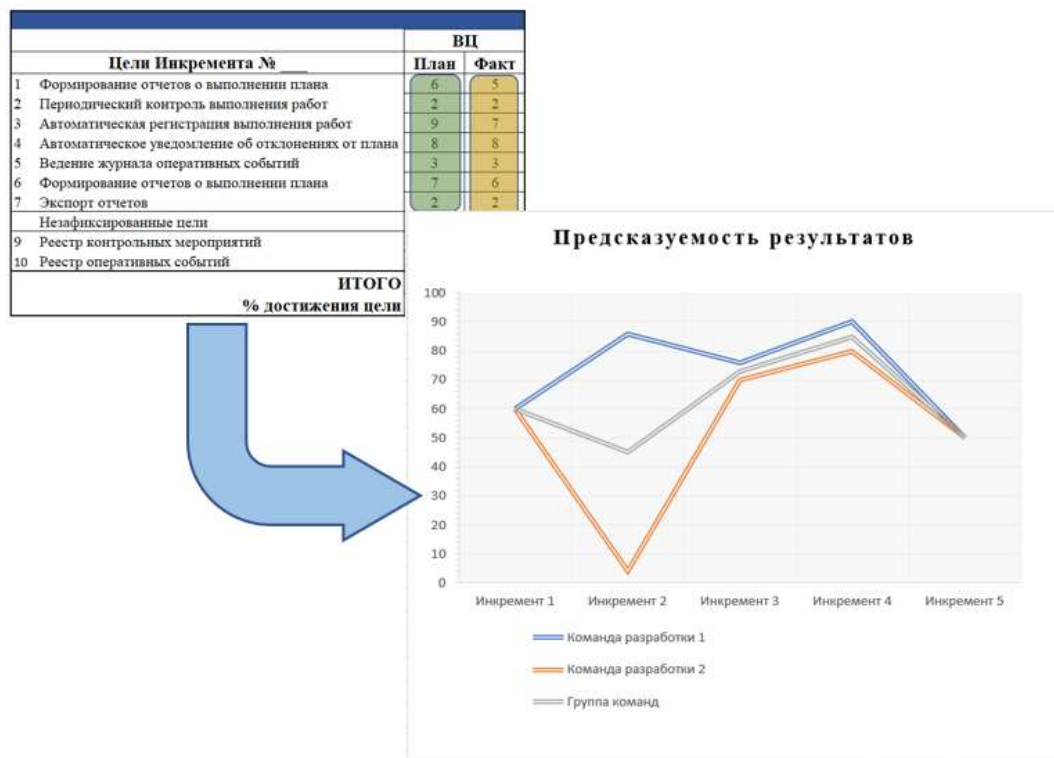 ВЦ
Цели Инкремента № ___ План Факт
1 Формирование отчетов о выполнении плана 6 5
2 Периодический контроль выполнения работ 2 2
3 Автоматическая регистрация выполнения работ 9 7
4 Автоматическое уведомление об отклонениях от плана 8 8
5 Ведение журнала оперативных событий 3 3
6 Формирование отчетов о выполнении плана 7 6
7 Экспорт отчетов 2 2
Незафиксированные цели
9 Реестр контрольных мероприятий
10 Реестр оперативных событий
ИТОГО
% достижения цели
Предсказуемость результатов
100
90
80
70
60
50
40
30
20
10
0
Инкремент 1 Инкремент 2 Инкремент 3 Инкремент 4 Инкремент 5
Команда разработки 1
Команда разработки 2
Группа команд